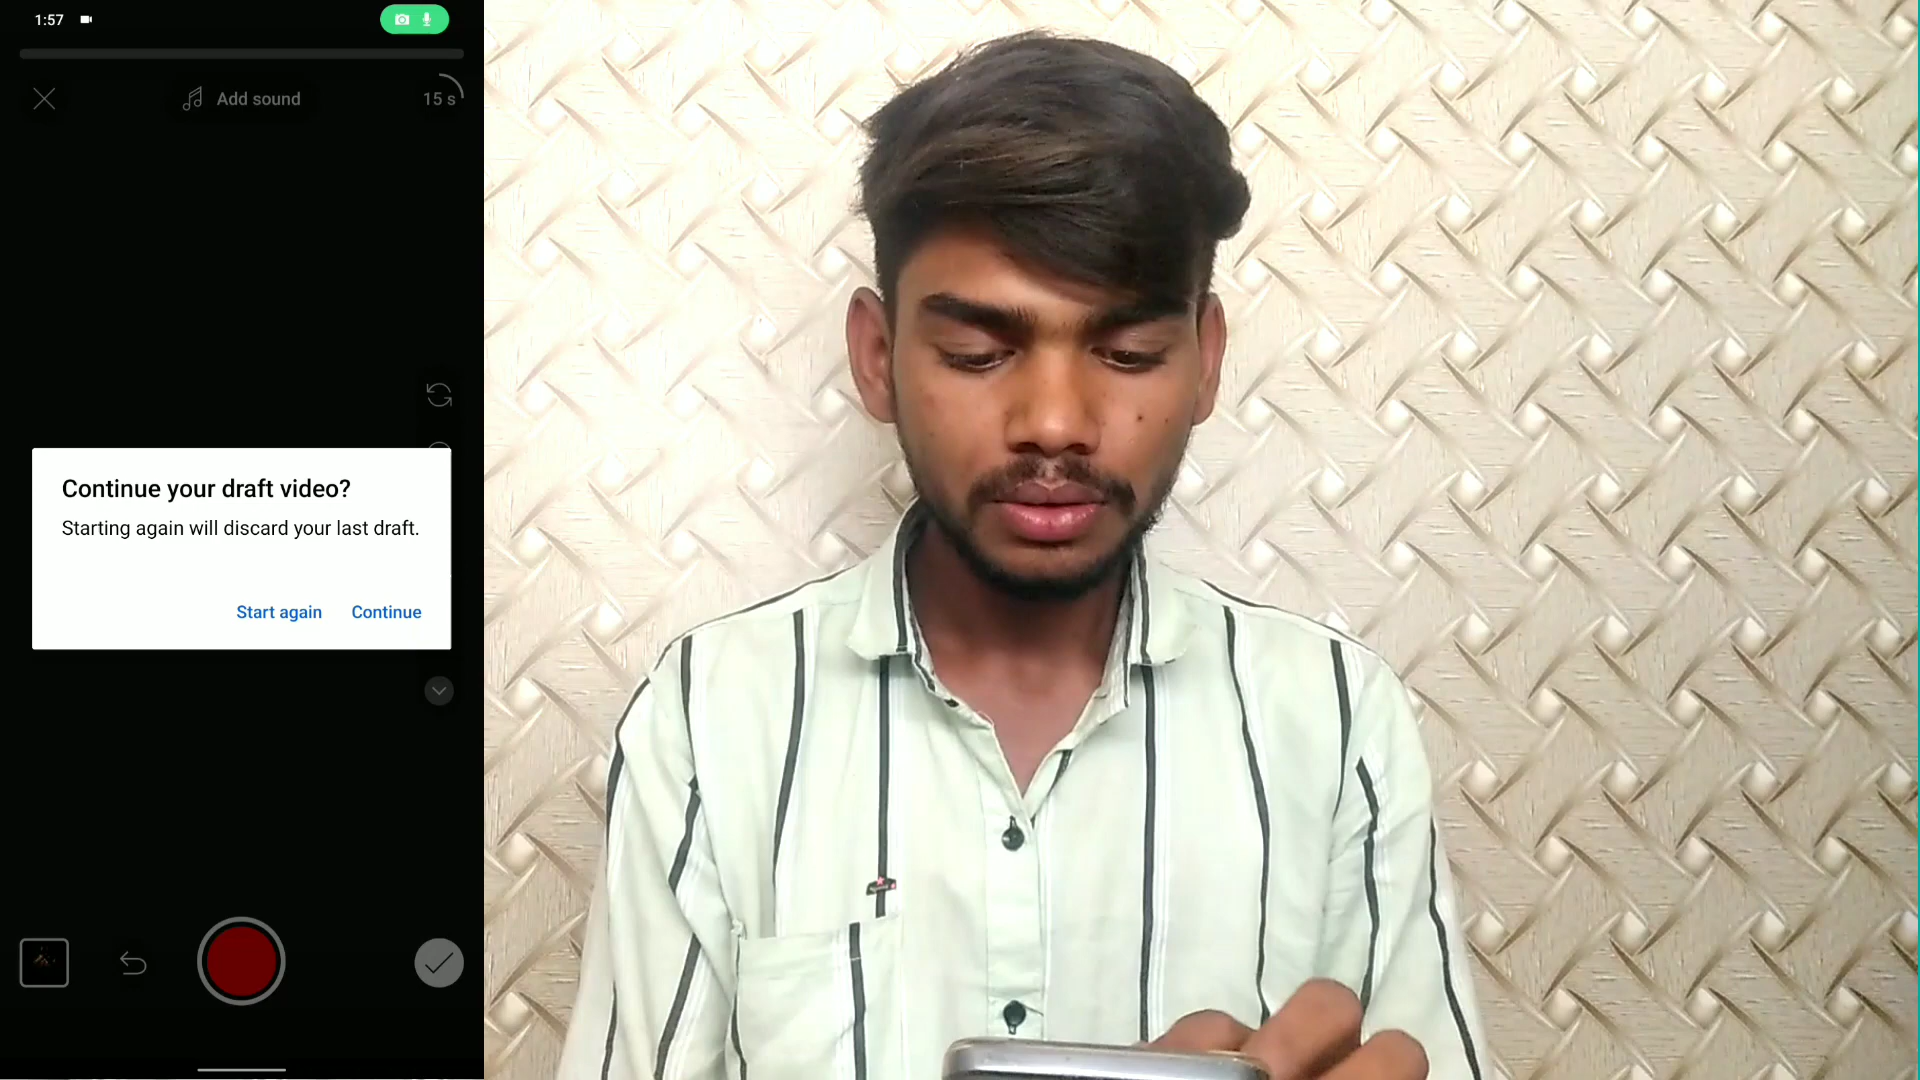 1:57
Add sound
15 s
Continue your draft video?
Starting again will discard your last draft.
Start again
Continue